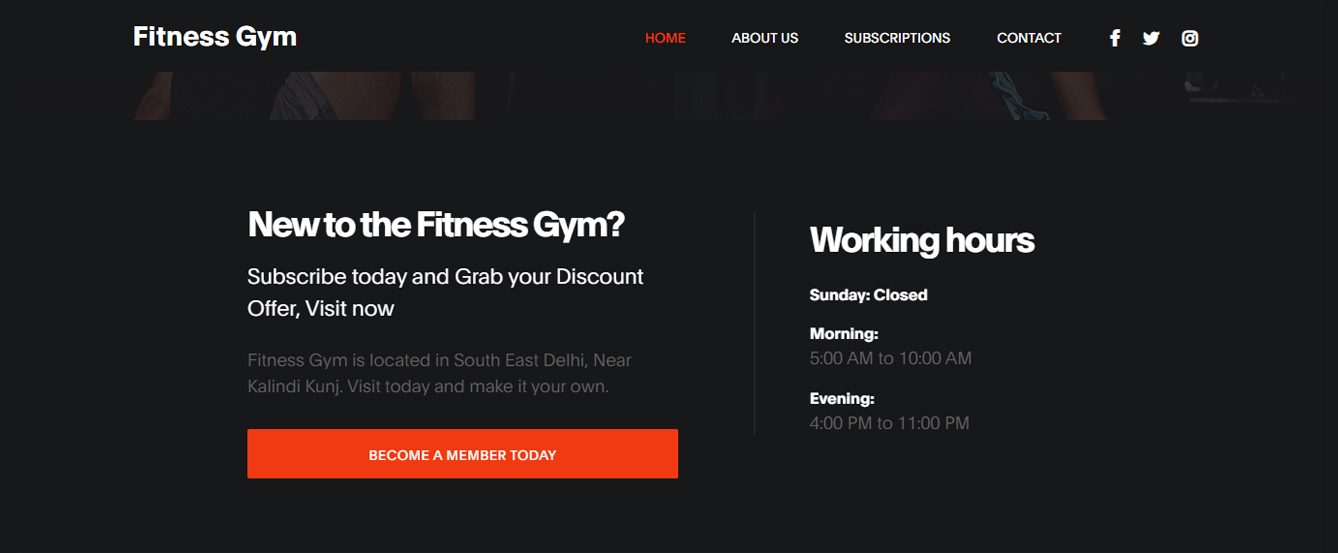 Fitness Gym
HOME ABOUT US SUBSCRIPTIONS CONTACT
New to the Fitness Gym?
Subscribe today and Grab your Discount
Offer, Visit now
Fitness Gym is located in South East Delhi, Near
Kalindi Kunj. Visit today and make it your own.
BECOME A MEMBER TODAY
Working hours
Sunday: Closed
Morning:
5:00 AM to 10:00 AM
Evening:
4:00 PM to 11:00 PM